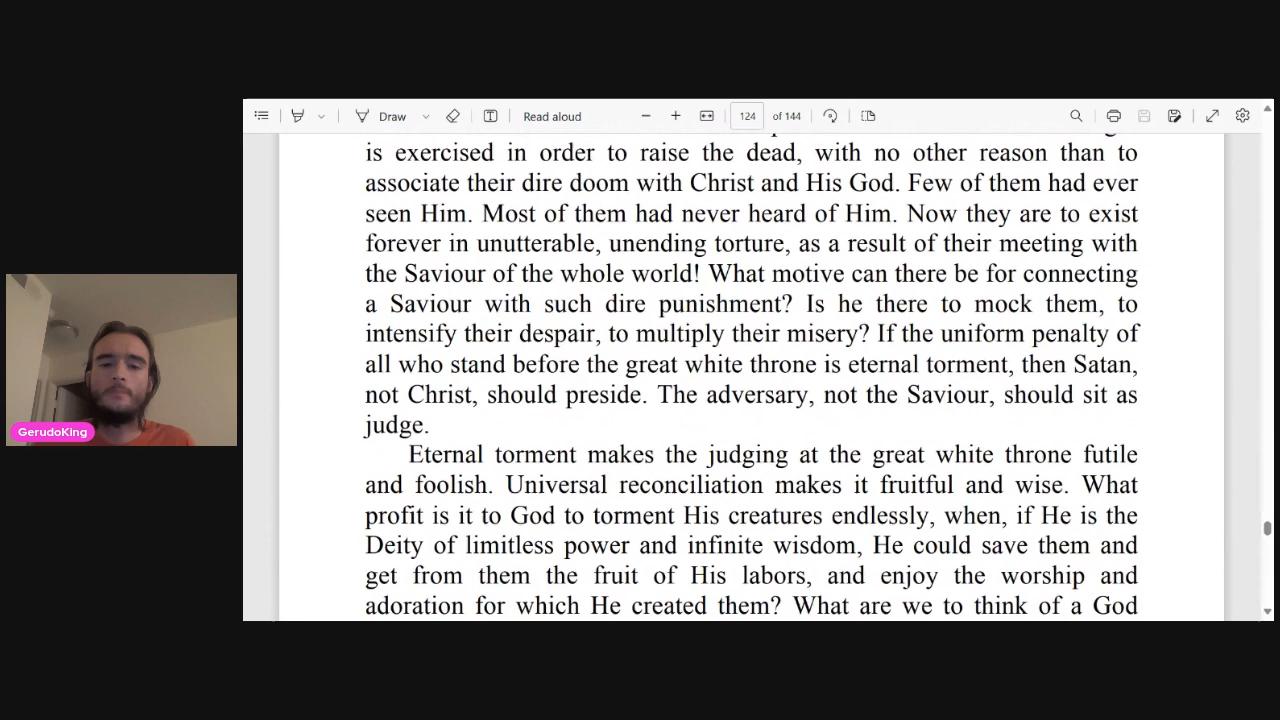 Draw
Read aloud
124 of 144
is exercised in order to raise the dead, with no other reason than to
associate their dire doom with Christ and His God. Few of them had ever
seen Him. Most of them had never heard of Him. Now they are to exist
forever in unutterable, unending torture, as a result of their meeting with
the Saviour of the whole world! What motive can there be for connecting
a Saviour with such dire punishment? Is he there to mock them, to
intensify their despair, to multiply their misery? If the uniform penalty of
all who stand before the great white throne is eternal torment, then Satan,
not Christ, should preside. The adversary, not the Saviour, should sit as
judge.
Eternal torment makes the judging at the great white throne futile
and foolish. Universal reconciliation makes it fruitful and wise. What
profit is it to God to torment His creatures endlessly, when, if He is the
Deity of limitless power and infinite wisdom, He could save them and
get from them the fruit of His labors, and enjoy the worship and
adoration for which He created them? What are we to think of a God
GerudoKing